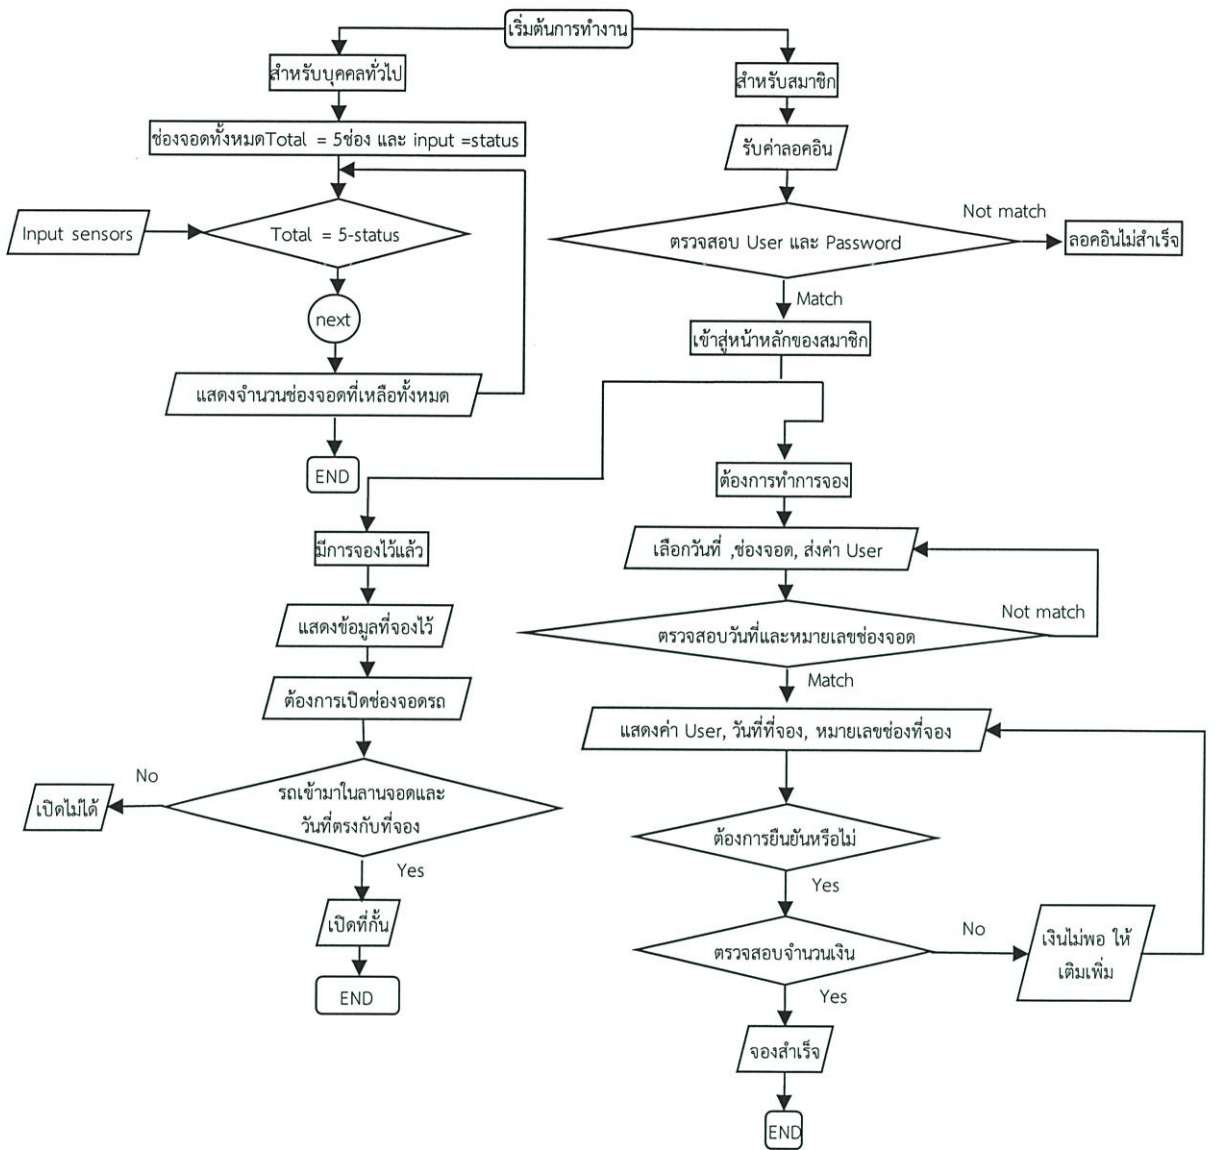 เริ่มต้นการทำงาน
สำหรับบุคคลทั่วไป
ช่องจอดทั้งหมดTotal = 5ช่อง และ input =status
Input sensors
Total = 5-status
next
แสดงจำนวนช่องจอดที่เหลือทั้งหมด
END
สำหรับสมาชิก
รับค่าลอคอิน
ตรวจสอบ User และ Password
Not match
ลอคอินไม่สำเร็จ
Match
เข้าสู่หน้าหลักของสมาชิก
มีการจองไว้แล้ว
แสดงข้อมูลที่จองไว้
ต้องการเปิดช่องจอดรถ
รถเข้ามาในลานจอดและ
วันที่ตรงกับที่จอง
No
เปิดไม่ได้
Yes
เปิดที่กั้น
END
ต้องการทำการจอง
เลือกวันที่ ,ช่องจอด, ส่งค่า User
ตรวจสอบวันที่และหมายเลขช่องจอด
Not match
Match
แสดงค่า User, วันที่ที่จอง, หมายเลขช่องที่จอง
ต้องการยืนยันหรือไม่
Yes
ตรวจสอบจำนวนเงิน
No
เงินไม่พอ ให้
เติมเพิ่ม
Yes
จองสำเร็จ
END